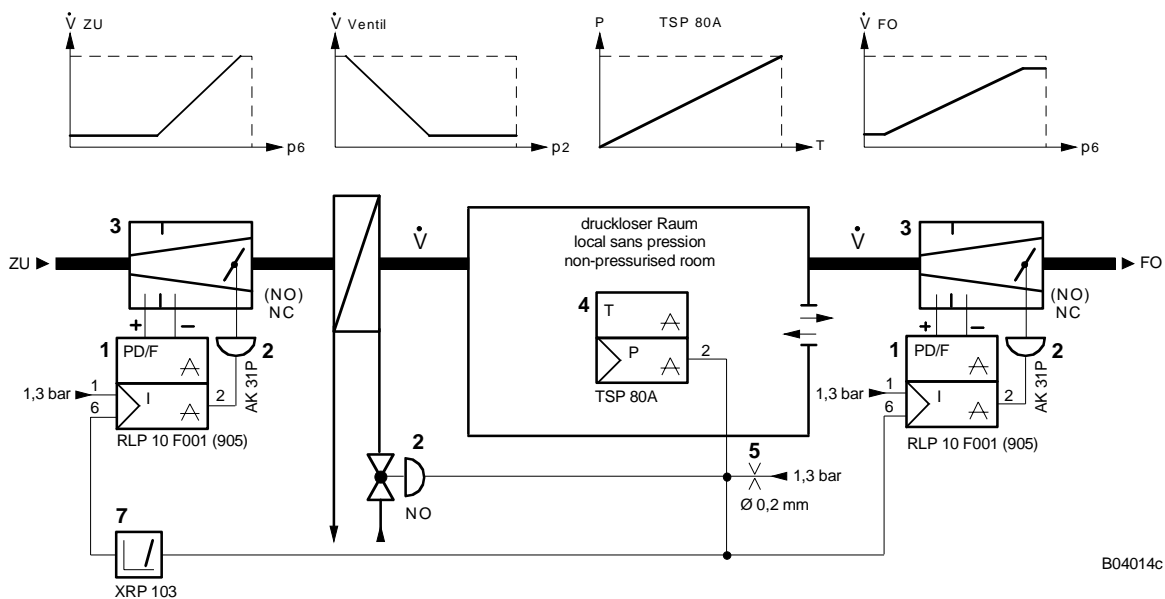 V̇ ZU
p6
V̇ Ventil
p2
P TSP 80A
T
V̇ FO
p6
ZU
3
(NO)
NC
+ −
1
PD/F
2
1,3 bar
1
6
I
2
AK 31P
RLP 10 F001 (905)
7
XRP 103
V̇
2
NO
druckloser Raum
local sans pression
non-pressurised room
4
T
P
2
TSP 80A
5
1,3 bar
Ø 0,2 mm
V̇
3
FO
(NO)
NC
+ −
1
PD/F
2
1,3 bar
1
6
I
2
AK 31P
RLP 10 F001 (905)
B04014c